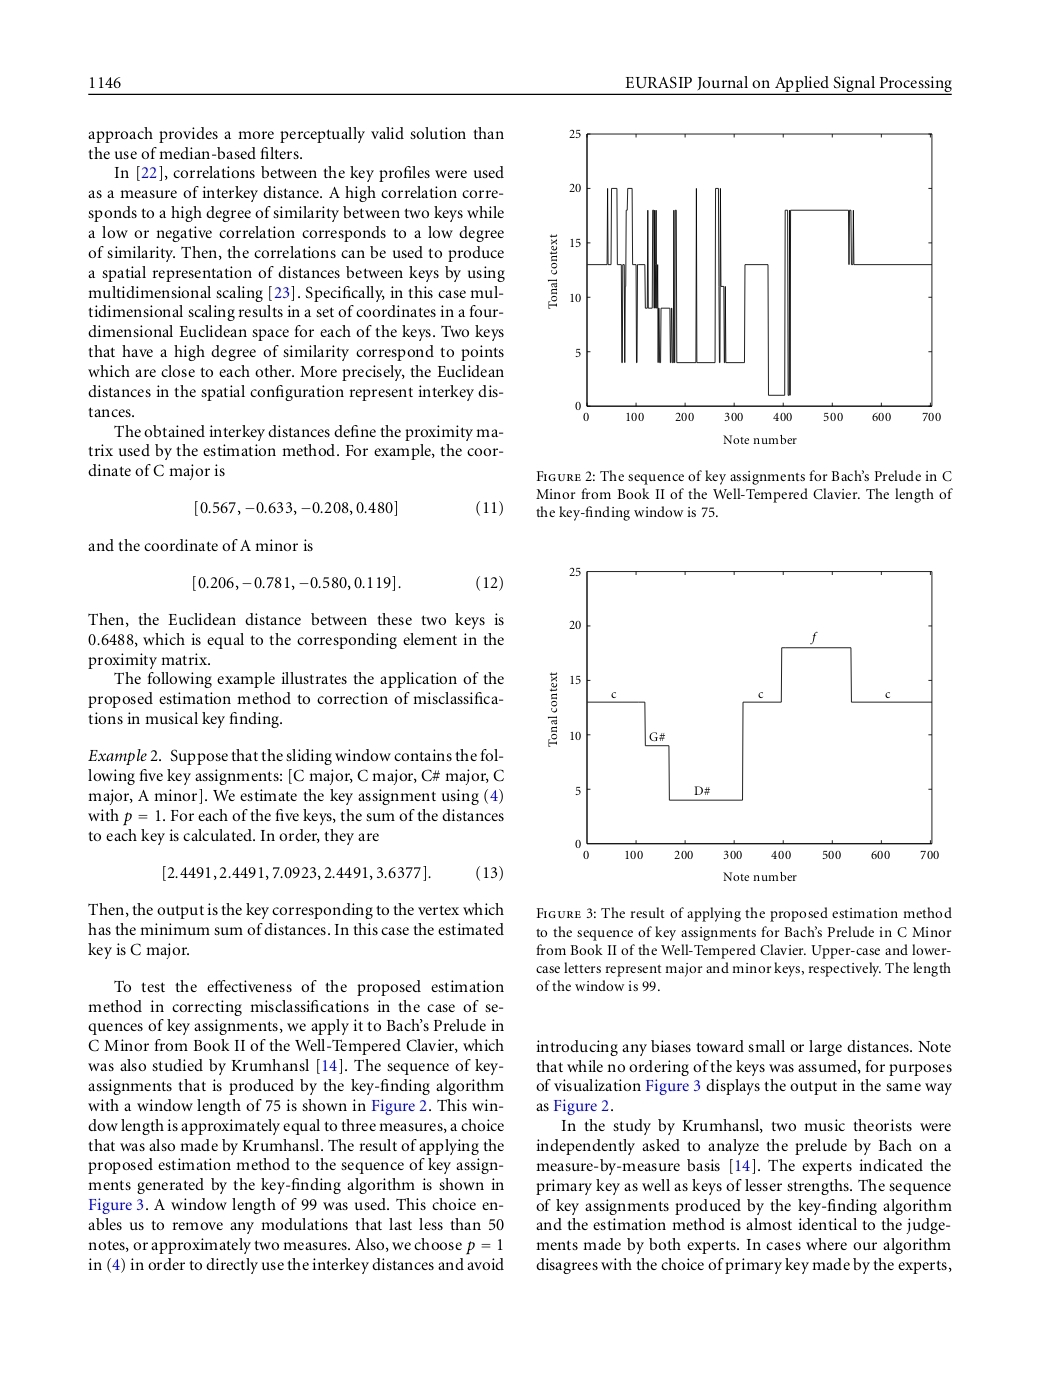 1146
EURASIP Journal on Applied Signal Processing
approach provides a more perceptually valid solution than
the use of median-based filters.
In [22], correlations between the key profiles were used
as a measure of interkey distance. A high correlation corre-
sponds to a high degree of similarity between two keys while
a low or negative correlation corresponds to a low degree
of similarity. Then, the correlations can be used to produce
a spatial representation of distances between keys by using
multidimensional scaling [23]. Specifically, in this case mul-
tidimensional scaling results in a set of coordinates in a four-
dimensional Euclidean space for each of the keys. Two keys
that have a high degree of similarity correspond to points
which are close to each other. More precisely, the Euclidean
distances in the spatial configuration represent interkey dis-
tances.
The obtained interkey distances define the proximity ma-
trix used by the estimation method. For example, the coor-
dinate of C major is
[0.567, −0.633, −0.208, 0.480] (11)
and the coordinate of A minor is
[0.206, −0.781, −0.580, 0.119]. (12)
Then, the Euclidean distance between these two keys is
0.6488, which is equal to the corresponding element in the
proximity matrix.
The following example illustrates the application of the
proposed estimation method to correction of misclassifica-
tions in musical key finding.
Example 2. Suppose that the sliding window contains the fol-
lowing five key assignments: [C major, C major, C# major, C
major, A minor]. We estimate the key assignment using (4)
with p = 1. For each of the five keys, the sum of the distances
to each key is calculated. In order, they are
[2.4491, 2.4491, 7.0923, 2.4491, 3.6377]. (13)
Then, the output is the key corresponding to the vertex which
has the minimum sum of distances. In this case the estimated
key is C major.
To test the effectiveness of the proposed estimation
method in correcting misclassifications in the case of se-
quences of key assignments, we apply it to Bach's Prelude in
C Minor from Book II of the Well-Tempered Clavier, which
was also studied by Krumhansl [14]. The sequence of key-
assignments that is produced by the key-finding algorithm
with a window length of 75 is shown in Figure 2. This win-
dow length is approximately equal to three measures, a choice
that was also made by Krumhansl. The result of applying the
proposed estimation method to the sequence of key assign-
ments generated by the key-finding algorithm is shown in
Figure 3. A window length of 99 was used. This choice en-
ables us to remove any modulations that last less than 50
notes, or approximately two measures. Also, we choose p = 1
in (4) in order to directly use the interkey distances and avoid
25
20
15
10
5
0
Tonal context
0 100 200 300 400 500 600 700
Note number
FIGURE 2: The sequence of key assignments for Bach's Prelude in C
Minor from Book II of the Well-Tempered Clavier. The length of
the key-finding window is 75.
25
20
15
10
5
0
Tonal context
c
G#
D#
c
f
c
0 100 200 300 400 500 600 700
Note number
FIGURE 3: The result of applying the proposed estimation method
to the sequence of key assignments for Bach's Prelude in C Minor
from Book II of the Well-Tempered Clavier. Upper-case and lower-
case letters represent major and minor keys, respectively. The length
of the window is 99.
introducing any biases toward small or large distances. Note
that while no ordering of the keys was assumed, for purposes
of visualization Figure 3 displays the output in the same way
as Figure 2.
In the study by Krumhansl, two music theorists were
independently asked to analyze the prelude by Bach on a
measure-by-measure basis [14]. The experts indicated the
primary key as well as keys of lesser strengths. The sequence
of key assignments produced by the key-finding algorithm
and the estimation method is almost identical to the judge-
ments made by both experts. In cases where our algorithm
disagrees with the choice of primary key made by the experts,